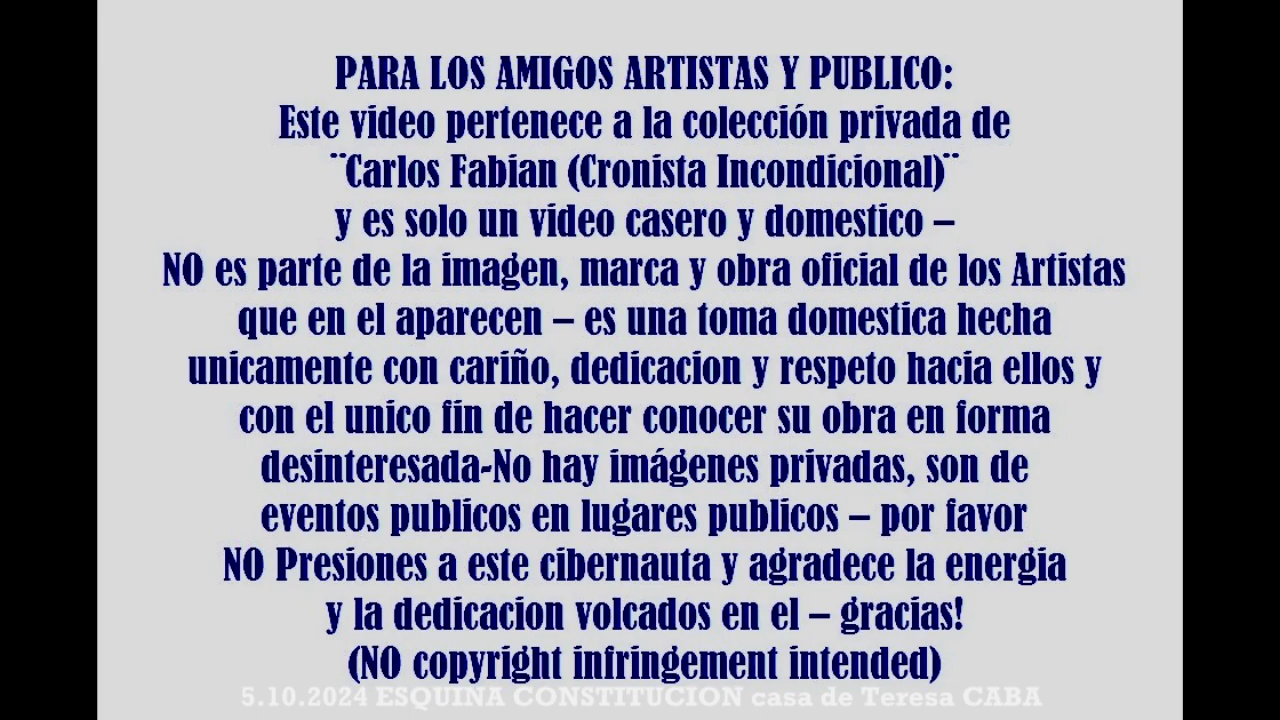 PARA LOS AMIGOS ARTISTAS Y PUBLICO:
Este video pertenece a la colección privada de
¨Carlos Fabian (Cronista Incondicional)¨
y es solo un video casero y domestico –
NO es parte de la imagen, marca y obra oficial de los Artistas
que en el aparecen – es una toma domestica hecha
unicamente con cariño, dedicacion y respeto hacia ellos y
con el unico fin de hacer conocer su obra en forma
desinteresada-No hay imágenes privadas, son de
eventos publicos en lugares publicos – por favor
NO Presiones a este cibernauta y agradece la energia
y la dedicacion volcados en el – gracias!
(NO copyright infringement intended)
5.10.2024 ESQUINA CONSTITUCION casa de Teresa CABA